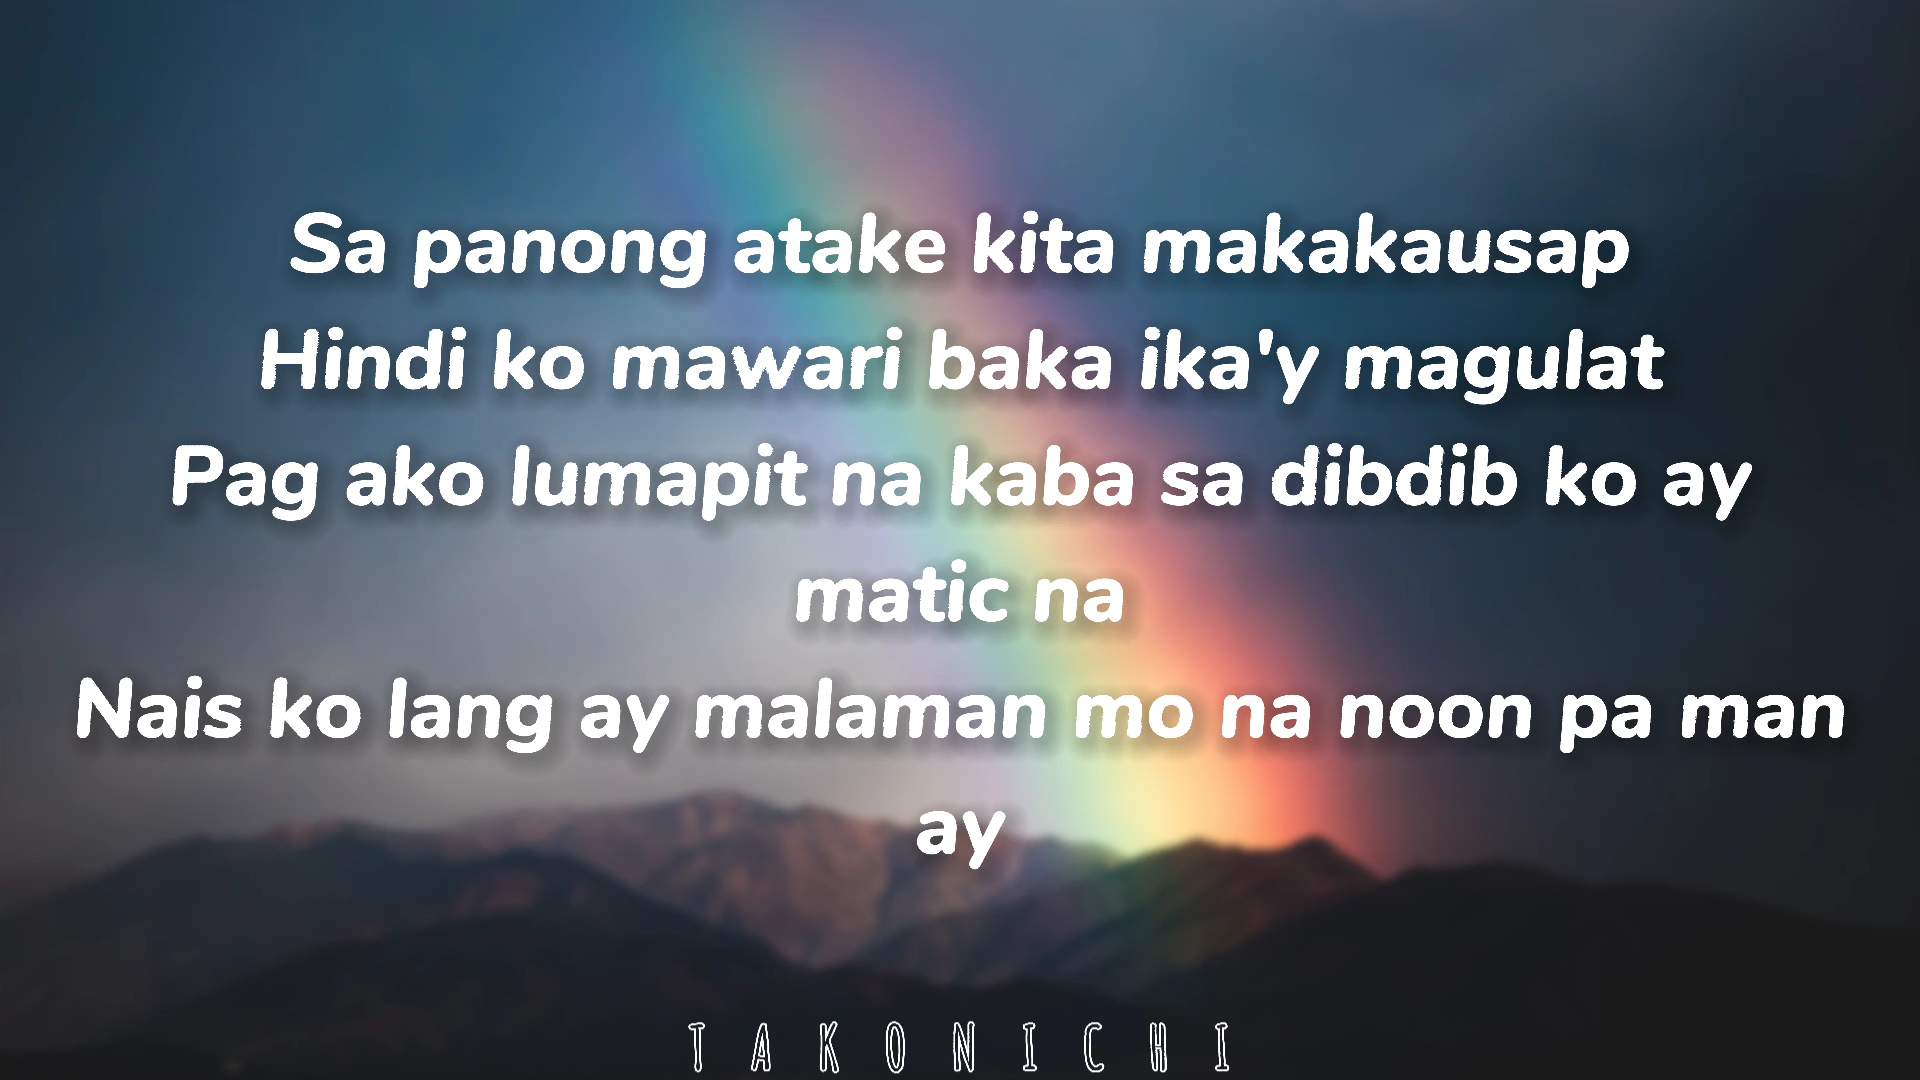 Sa panong atake kita makakausap
Hindi ko mawari baka ika'y magulat
Pag ako lumapit na kaba sa dibdib ko ay
matic na
Nais ko lang ay malaman mo na noon pa man
ay
TAKONICHI